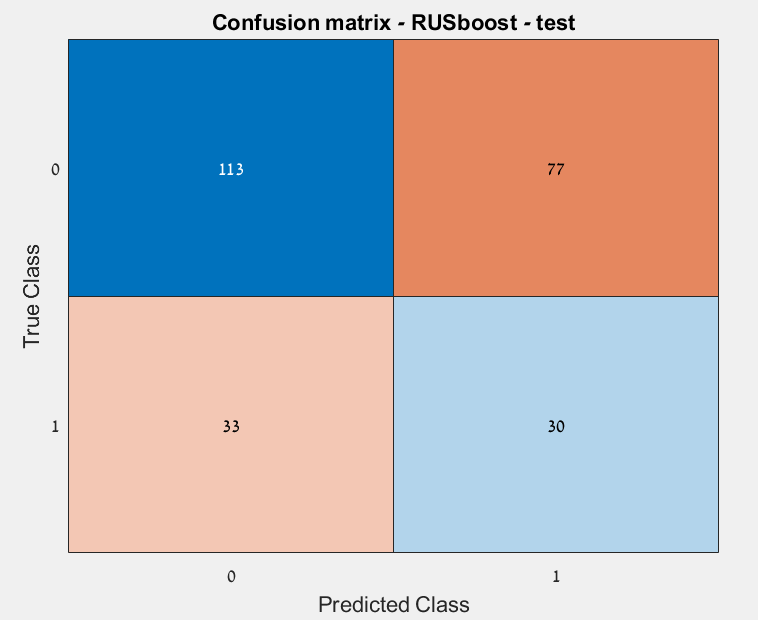 Confusion matrix - RUSboost - test
0
113
77
True Class
1
33
30
0
1
Predicted Class